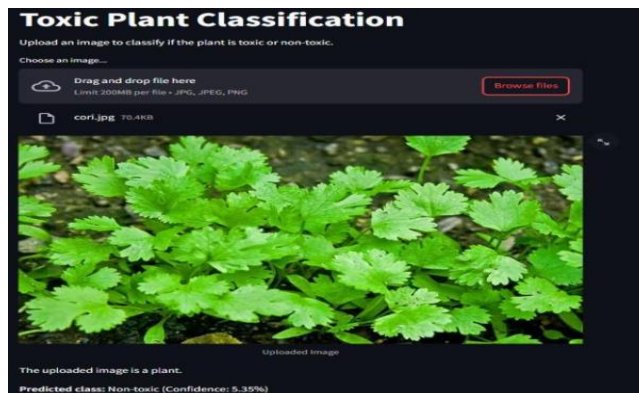 Toxic Plant Classification
Upload an image to classify if the plant is toxic or non-toxic.
Choose an image...
Drag and drop file here
Limit 200MB per file • JPG, JPEG, PNG
Browse files
cori.jpg 70.4KB
Uploaded Image
The uploaded image is a plant.
Predicted class: Non-toxic (Confidence: 5.35%)